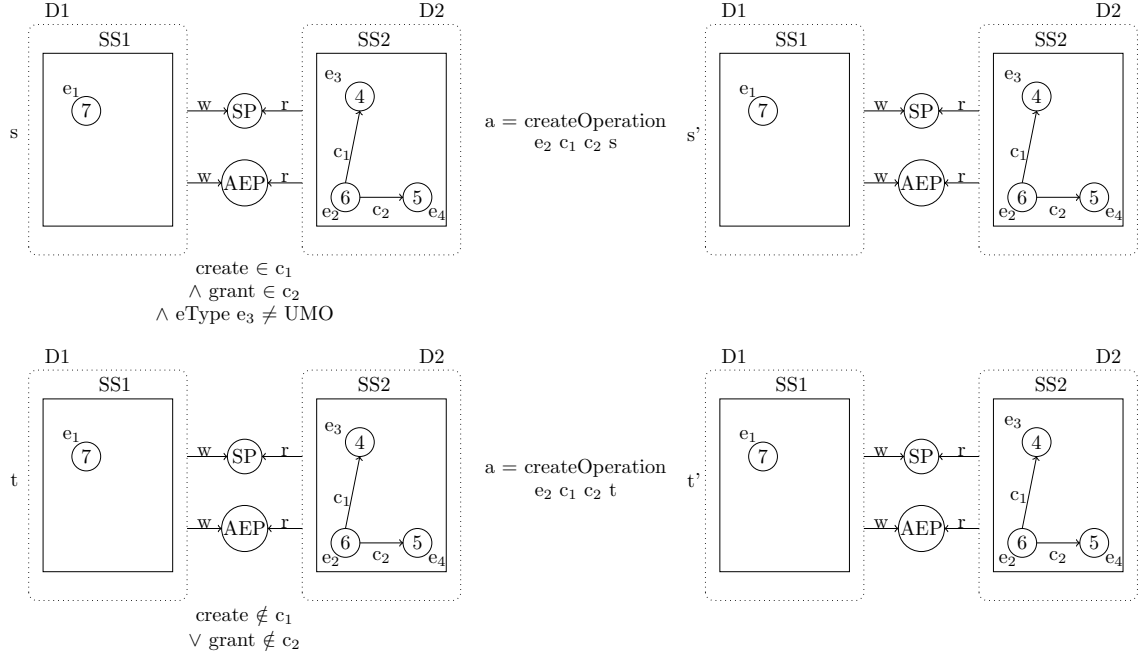 D1
D2
SS1
SS2
e₁
7
e₃
4
w
SP
r
c₁
s
w
AEP
r
6
5
e₂
c₂
e₄
create ∈ c₁
∧ grant ∈ c₂
∧ eType e₃ ≠ UMO
a = createOperation
e₂ c₁ c₂ s
D1
D2
SS1
SS2
e₁
7
e₃
4
w
SP
r
c₁
s'
w
AEP
r
6
5
e₂
c₂
e₄
D1
D2
SS1
SS2
e₁
7
e₃
4
w
SP
r
c₁
t
w
AEP
r
6
5
e₂
c₂
e₄
create ∉ c₁
∨ grant ∉ c₂
a = createOperation
e₂ c₁ c₂ t
D1
D2
SS1
SS2
e₁
7
e₃
4
w
SP
r
c₁
t'
w
AEP
r
6
5
e₂
c₂
e₄